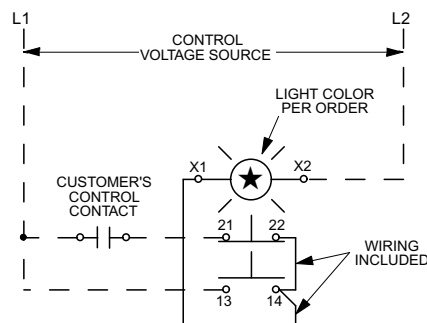 L1
L2
CONTROL
VOLTAGE SOURCE
LIGHT COLOR
PER ORDER
X1
X2
CUSTOMER'S
CONTROL
CONTACT
21
22
WIRING
INCLUDED
13
14